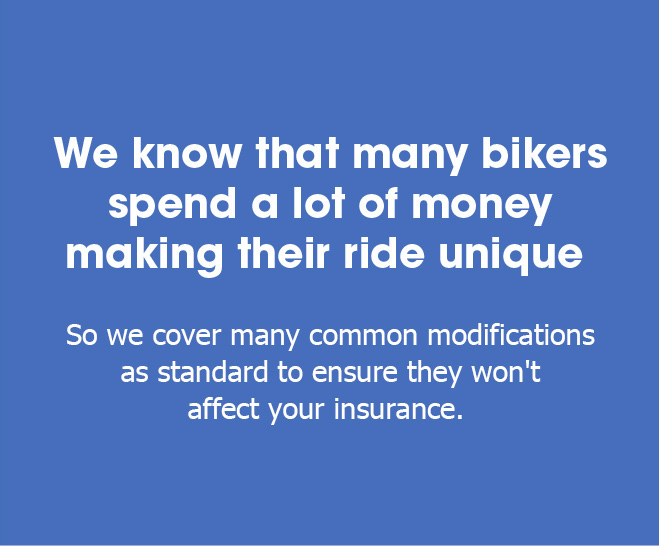 We know that many bikers
spend a lot of money
making their ride unique
So we cover many common modifications
as standard to ensure they won't
affect your insurance.